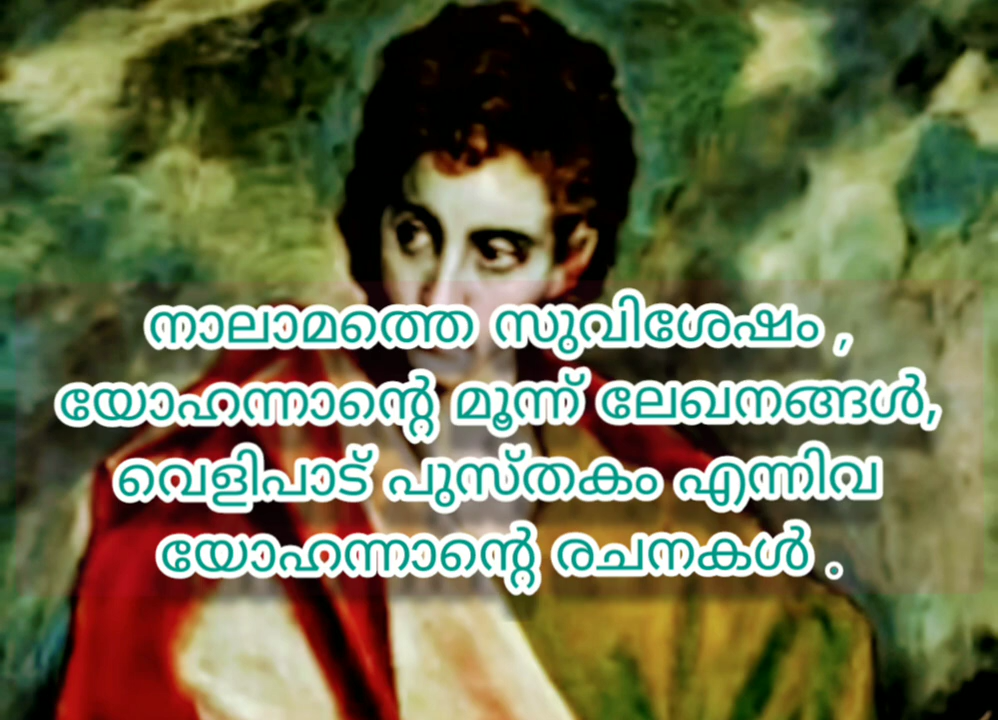 നാലാമത്തെ സുവിശേഷം ,
യോഹന്നാന്റെ മൂന്ന് ലേഖനങ്ങൾ,
വെളിപാട് പുസ്തകം എന്നിവ
യോഹന്നാന്റെ രചനകൾ .